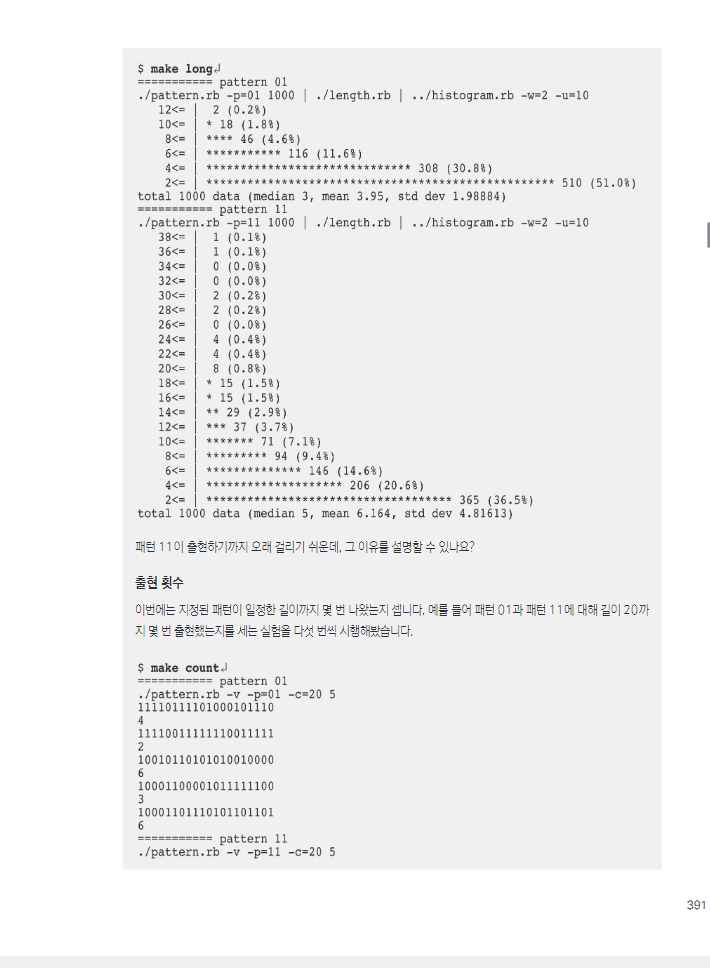 $ make long↲
=========== pattern 01
./pattern.rb -p=01 1000 | ./length.rb | ../histogram.rb -w=2 -u=10
12<= | 2 (0.2%)
10<= | * 18 (1.8%)
8<= | **** 46 (4.6%)
6<= | *********** 116 (11.6%)
4<= | ****************************** 308 (30.8%)
2<= | *************************************************** 510 (51.0%)
total 1000 data (median 3, mean 3.95, std dev 1.98884)
=========== pattern 11
./pattern.rb -p=11 1000 | ./length.rb | ../histogram.rb -w=2 -u=10
38<= | 1 (0.1%)
36<= | 1 (0.1%)
34<= | 0 (0.0%)
32<= | 0 (0.0%)
30<= | 2 (0.2%)
28<= | 2 (0.2%)
26<= | 0 (0.0%)
24<= | 4 (0.4%)
22<= | 4 (0.4%)
20<= | 8 (0.8%)
18<= | * 15 (1.5%)
16<= | * 15 (1.5%)
14<= | ** 29 (2.9%)
12<= | *** 37 (3.7%)
10<= | ******* 71 (7.1%)
8<= | ********* 94 (9.4%)
6<= | ************** 146 (14.6%)
4<= | ******************** 206 (20.6%)
2<= | ************************************ 365 (36.5%)
total 1000 data (median 5, mean 6.164, std dev 4.81613)
패턴 11이 출현하기까지 오래 걸리기 쉬운데, 그 이유를 설명할 수 있나요?
출현 횟수
이번에는 지정된 패턴이 일정한 길이까지 몇 번 나왔는지 셉니다. 예를 들어 패턴 01과 패턴 11에 대해 길이 20까
지 몇 번 출현했는지를 세는 실험을 다섯 번씩 시행해봤습니다.
$ make count↲
=========== pattern 01
./pattern.rb -v -p=01 -c=20 5
11110111101000101110
4
11110011111110011111
2
10010110101010010000
6
10001100001011111100
3
10001101110101101101
6
=========== pattern 11
./pattern.rb -v -p=11 -c=20 5
391